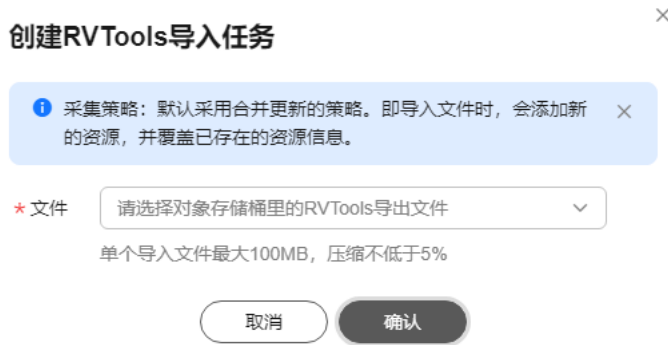 创建RVTools导入任务
采集策略：默认采用合并更新的策略。即导入文件时，会添加新
的资源，并覆盖已存在的资源信息。
* 文件 请选择对象存储桶里的RVTools导出文件
单个导入文件最大100MB，压缩不低于5%
取消 确认